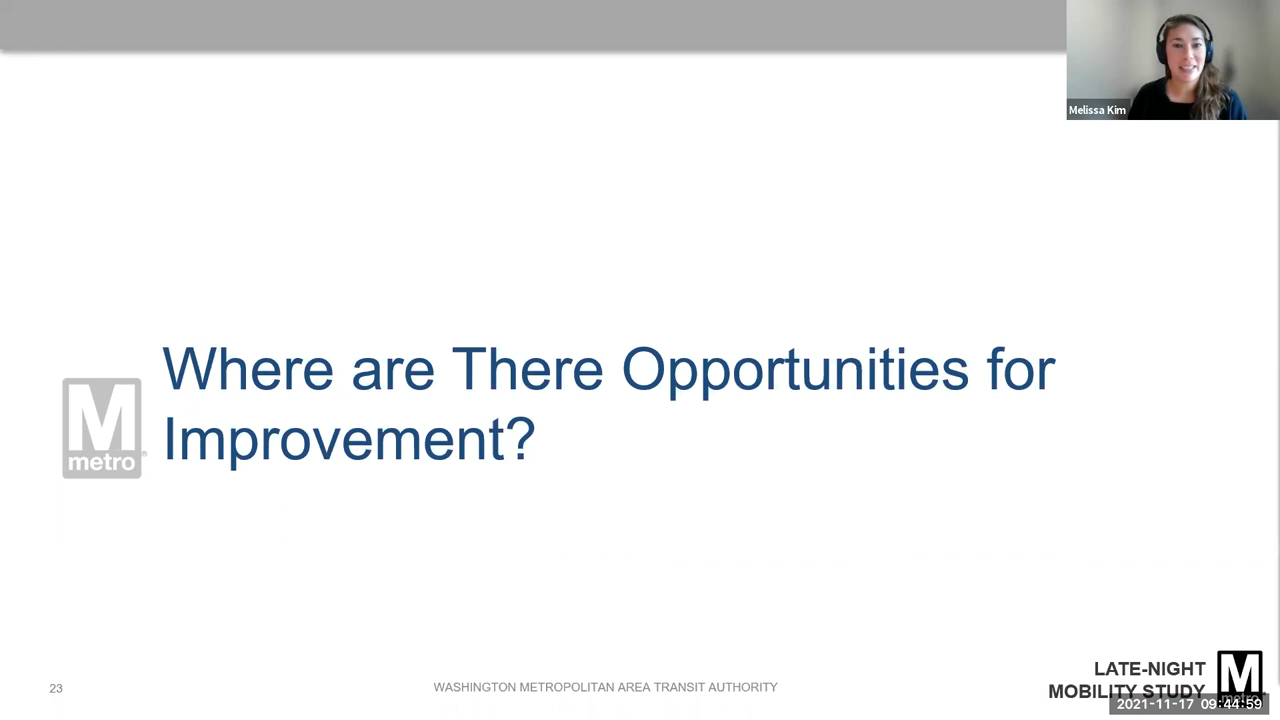 Melissa Kim
Where are There Opportunities for
Improvement?
M
metro
23
WASHINGTON METROPOLITAN AREA TRANSIT AUTHORITY
LATE-NIGHT
MOBILITY STUDY
M
metro
2021-11-17 09:44:59